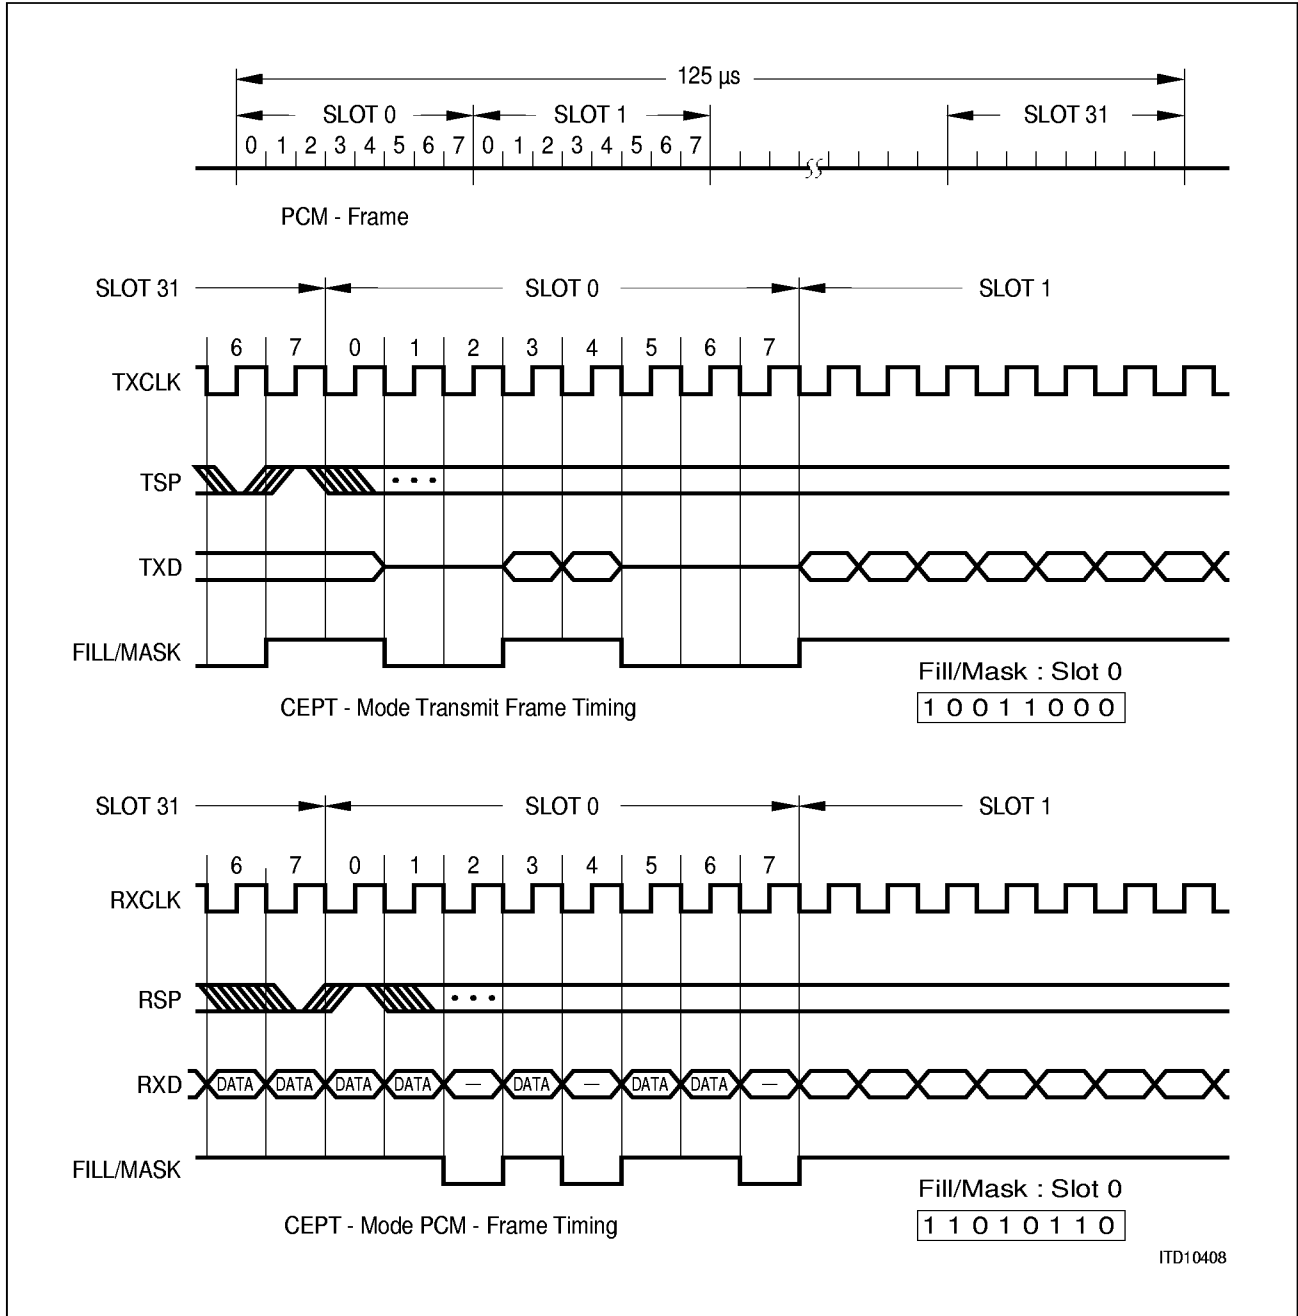 125 µs
SLOT 0 SLOT 1 SLOT 31
0 1 2 3 4 5 6 7 0 1 2 3 4 5 6 7
PCM - Frame
SLOT 31 SLOT 0 SLOT 1
6 7 0 1 2 3 4 5 6 7
TXCLK
TSP
TXD
FILL/MASK
Fill/Mask : Slot 0
CEPT - Mode Transmit Frame Timing
1 0 0 1 1 0 0 0
SLOT 31 SLOT 0 SLOT 1
6 7 0 1 2 3 4 5 6 7
RXCLK
RSP
RXD DATA DATA DATA DATA — DATA — DATA DATA —
FILL/MASK
Fill/Mask : Slot 0
CEPT - Mode PCM - Frame Timing
1 1 0 1 0 1 1 0
ITD10408